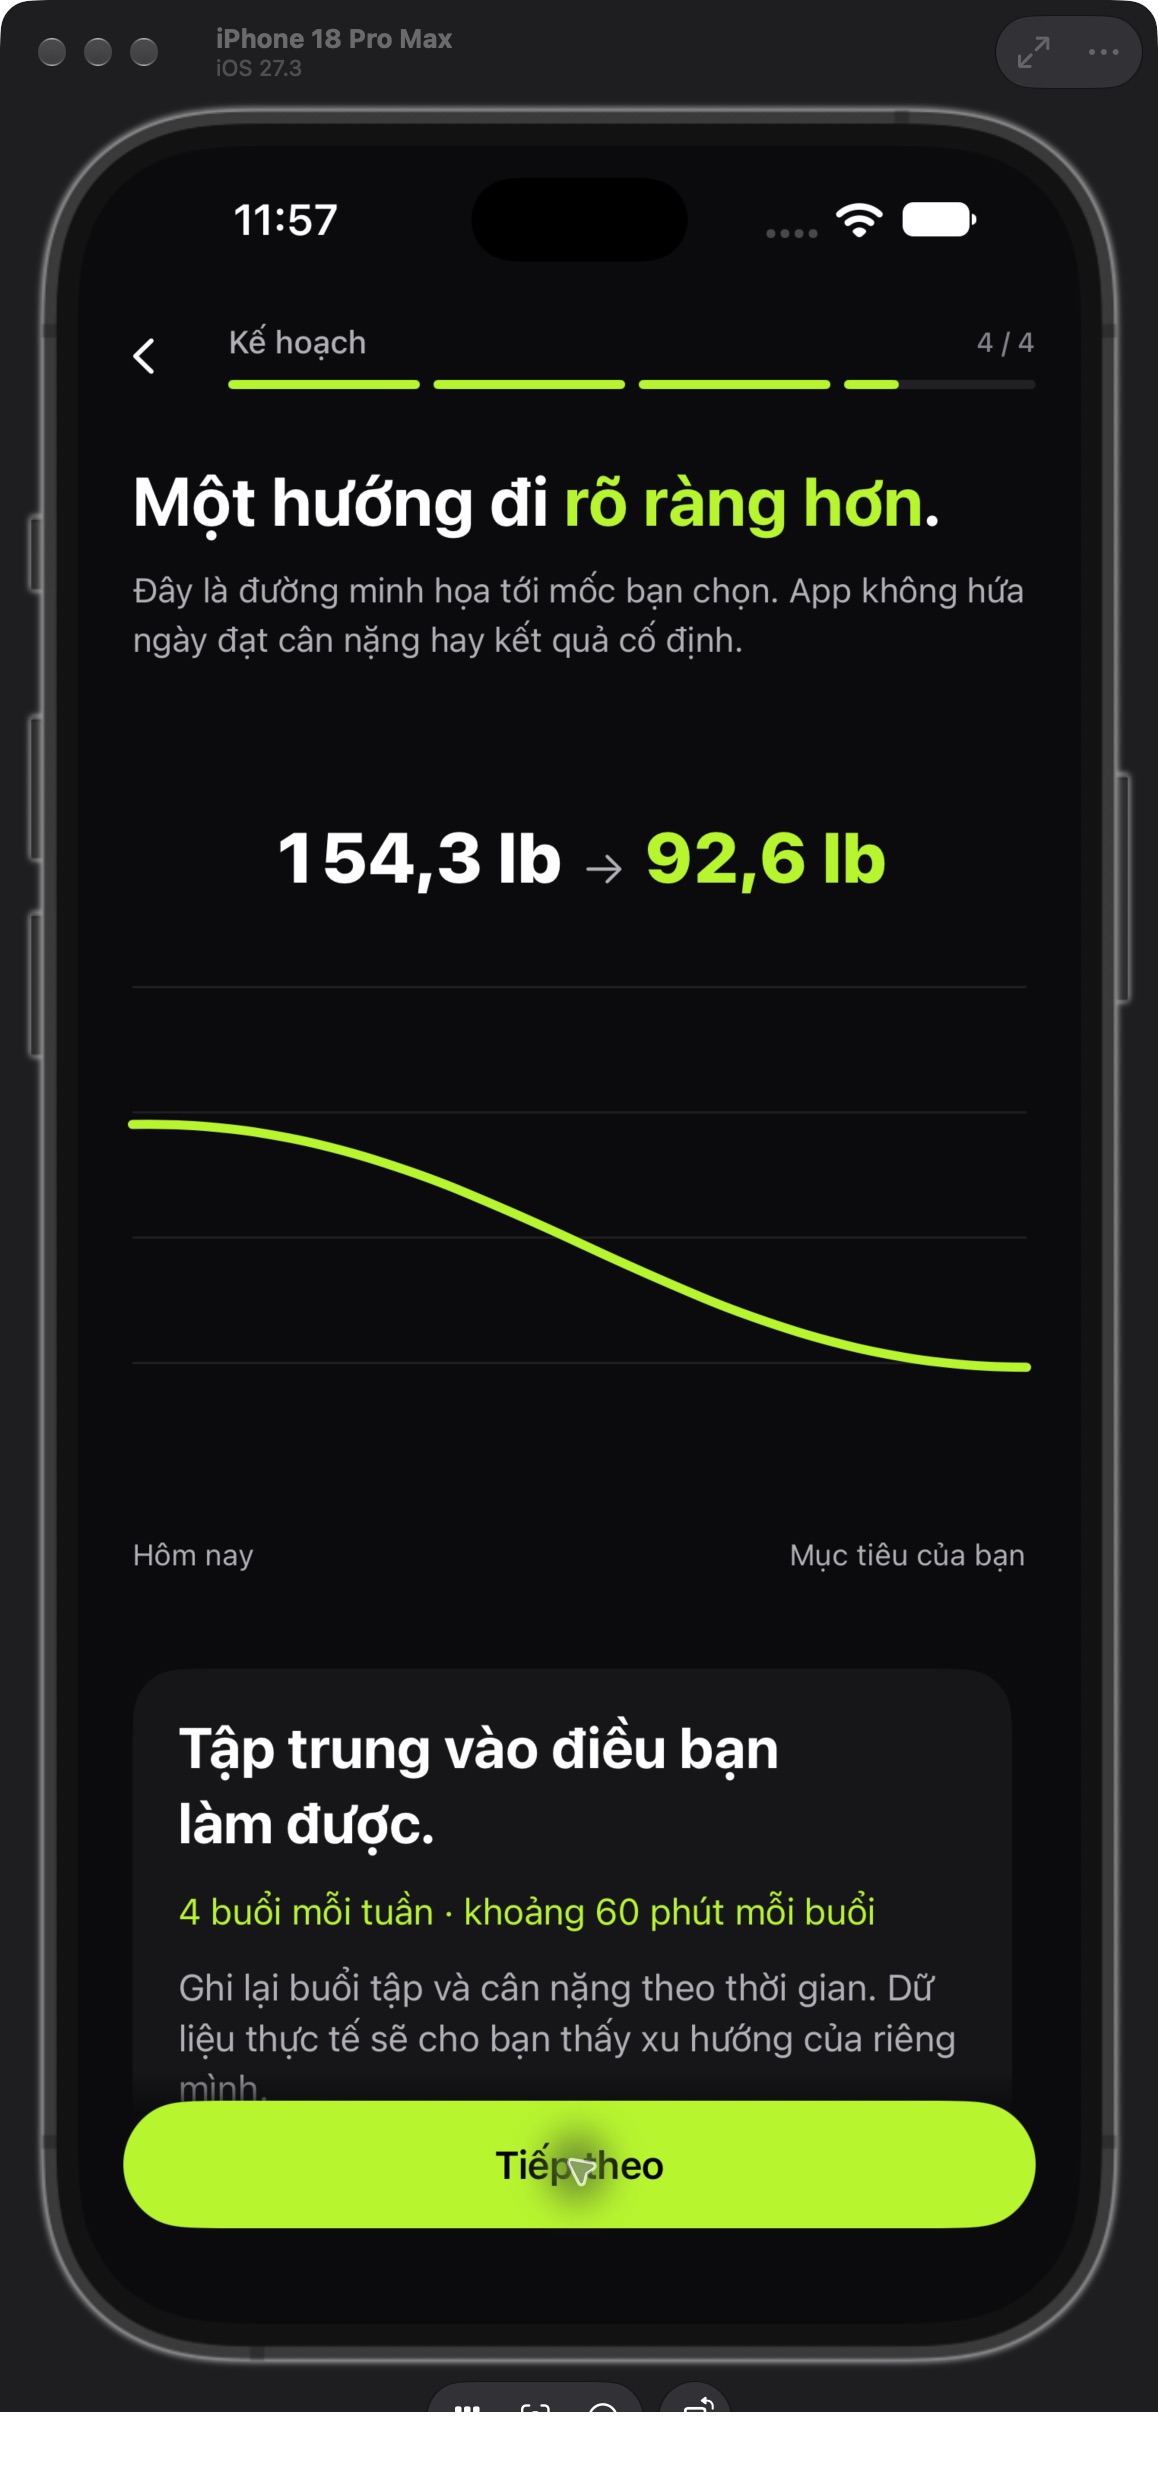 iPhone 18 Pro Max
iOS 27.3
11:57
Kế hoạch
4 / 4
Một hướng đi rõ ràng hơn.
Đây là đường minh họa tới mốc bạn chọn. App không hứa
ngày đạt cân nặng hay kết quả cố định.
154,3 lb → 92,6 lb
Hôm nay
Mục tiêu của bạn
Tập trung vào điều bạn
làm được.
4 buổi mỗi tuần · khoảng 60 phút mỗi buổi
Ghi lại buổi tập và cân nặng theo thời gian. Dữ
liệu thực tế sẽ cho bạn thấy xu hướng của riêng
mình.
Tiếp theo